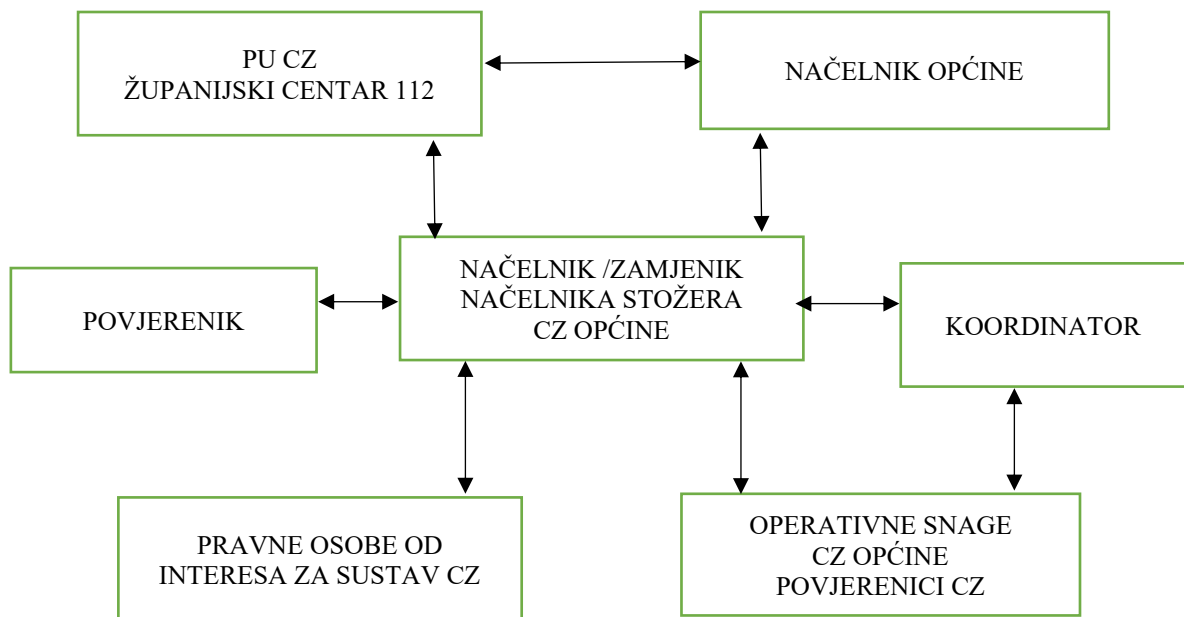 PU CZ
ŽUPANIJSKI CENTAR 112
NAČELNIK OPĆINE
NAČELNIK /ZAMJENIK
NAČELNIKA STOŽERA
CZ OPĆINE
POVJERENIK
KOORDINATOR
PRAVNE OSOBE OD
INTERESA ZA SUSTAV CZ
OPERATIVNE SNAGE
CZ OPĆINE
POVJERENICI CZ